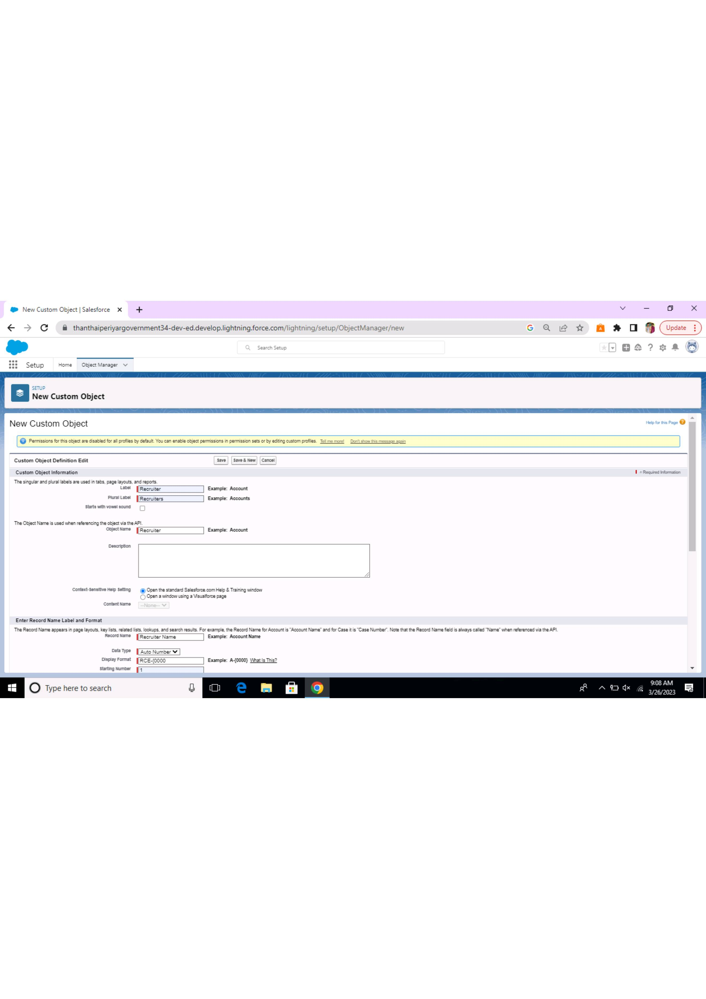 New Custom Object | Salesforce
thanthaiperiyargovernment34-dev-ed.develop.lightning.force.com/lightning/setup/ObjectManager/new
Update
Search Setup
Setup Home Object Manager
SETUP
New Custom Object
New Custom Object
Help for this Page
Permissions for this object are disabled for all profiles by default. You can enable object permissions in permission sets or by editing custom profiles. Tell me more! Don't show this message again
Custom Object Definition Edit Save Save & New Cancel
Custom Object Information = Required Information
The singular and plural labels are used in tabs, page layouts, and reports.
Label Recruiter Example: Account
Plural Label Recruiters Example: Accounts
Starts with vowel sound
The Object Name is used when referencing the object via the API.
Object Name Recruiter Example: Account
Description
Context-Sensitive Help Setting Open the standard Salesforce.com Help & Training window
Open a window using a Visualforce page
Content Name --None--
Enter Record Name Label and Format
The Record Name appears in page layouts, key lists, related lists, lookups, and search results. For example, the Record Name for Account is "Account Name" and for Case it is "Case Number". Note that the Record Name field is always called "Name" when referenced via the API.
Record Name Recruiter Name Example: Account Name
Data Type Auto Number
Display Format RCE-{0000 Example: A-{0000} What Is This?
Starting Number 1
Type here to search
9:08 AM
3/26/2023